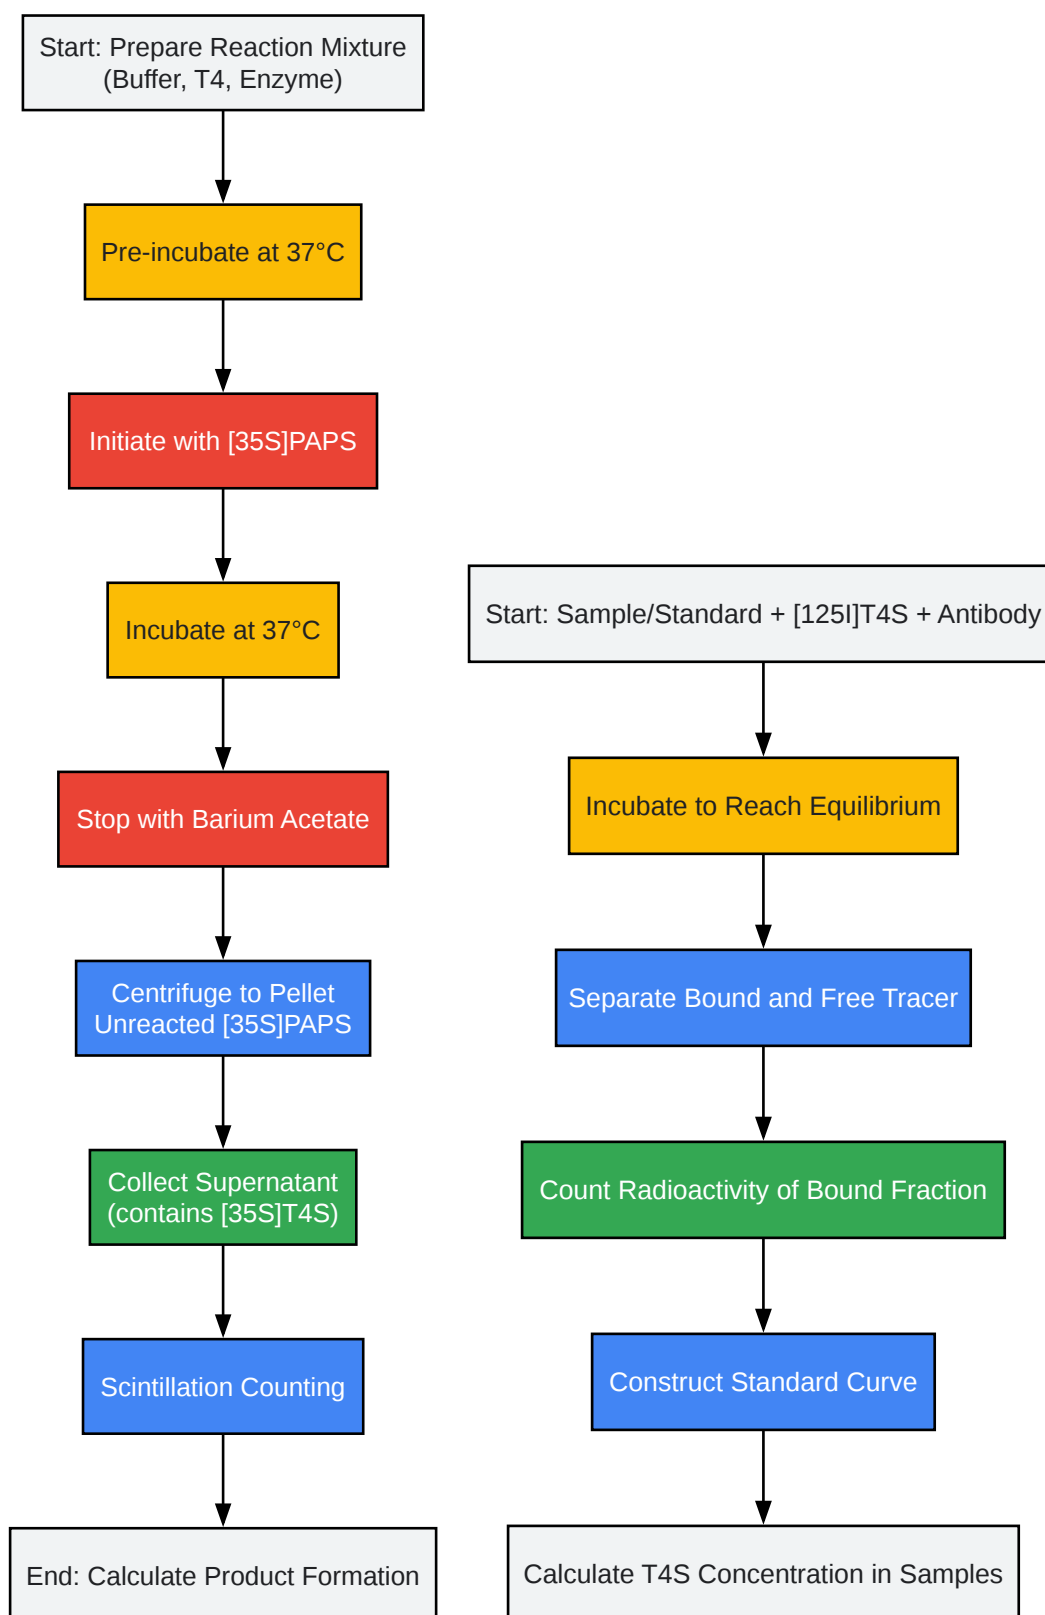 Start: Prepare Reaction Mixture
(Buffer, T4, Enzyme)
Pre-incubate at 37°C
Initiate with [35S]PAPS
Incubate at 37°C
Stop with Barium Acetate
Centrifuge to Pellet
Unreacted [35S]PAPS
Collect Supernatant
(contains [35S]T4S)
Scintillation Counting
End: Calculate Product Formation
Start: Sample/Standard + [125I]T4S + Antibody
Incubate to Reach Equilibrium
Separate Bound and Free Tracer
Count Radioactivity of Bound Fraction
Construct Standard Curve
Calculate T4S Concentration in Samples